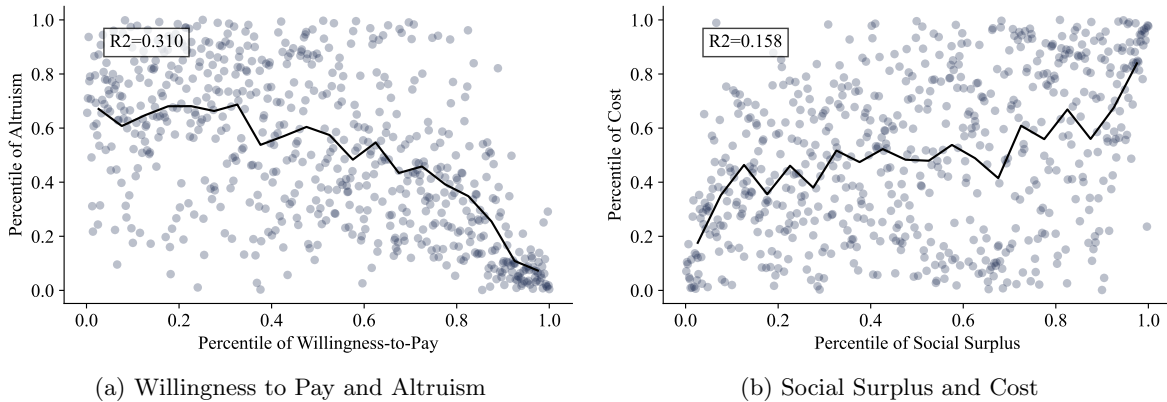 1.0
0.8
0.6
0.4
0.2
0.0
Percentile of Altruism
R2=0.310
0.0 0.2 0.4 0.6 0.8 1.0
Percentile of Willingness-to-Pay
(a) Willingness to Pay and Altruism
1.0
0.8
0.6
0.4
0.2
0.0
Percentile of Cost
R2=0.158
0.0 0.2 0.4 0.6 0.8 1.0
Percentile of Social Surplus
(b) Social Surplus and Cost